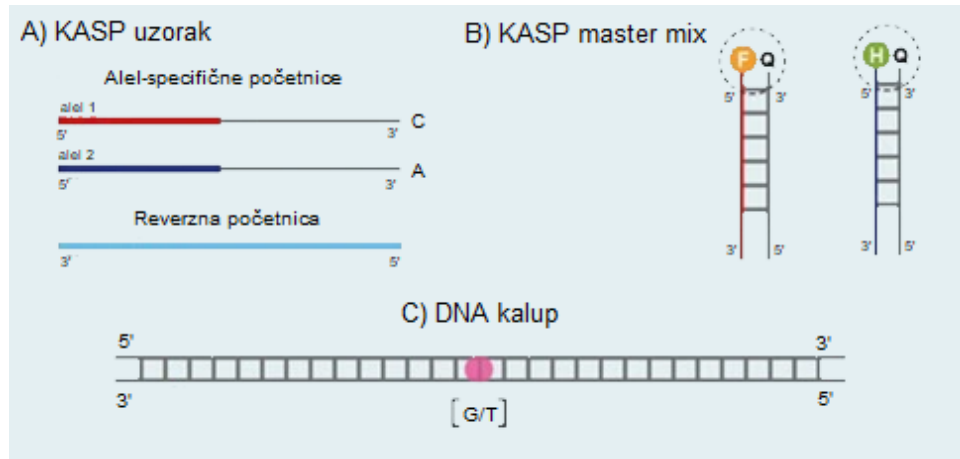 A) KASP uzorak
Alel-specifične početnice
alel 1
5' 3' C
alel 2
5' 3' A
Reverzna početnica
3' 5'
B) KASP master mix
F Q H Q
5' 3' 5' 3'
3' 5' 3' 5'
C) DNA kalup
5' 3'
3' 5'
[G/T]